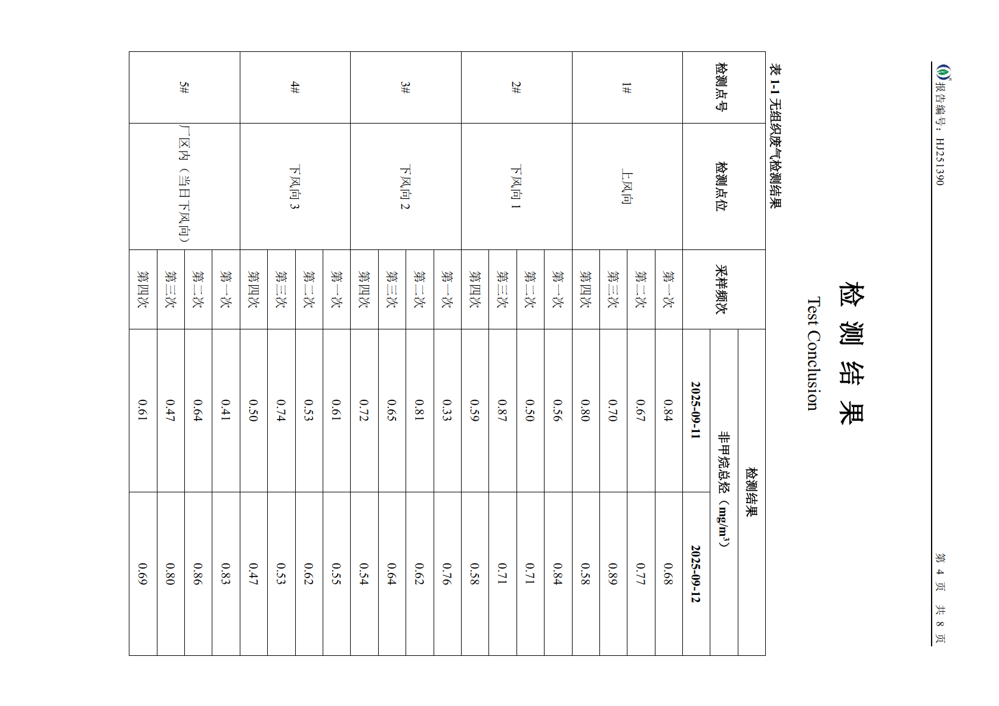 报告编号：HJ251390 第 4 页 共 8 页
检 测 结 果
Test Conclusion
表 1-1 无组织废气检测结果
检测点号 检测点位 采样频次 检测结果
非甲烷总烃（mg/m³）
2025-09-11 2025-09-12
1# 上风向 第一次 0.84 0.68
第二次 0.67 0.77
第三次 0.70 0.89
第四次 0.80 0.58
2# 下风向 1 第一次 0.56 0.84
第二次 0.50 0.71
第三次 0.87 0.71
第四次 0.59 0.58
3# 下风向 2 第一次 0.33 0.76
第二次 0.81 0.62
第三次 0.65 0.64
第四次 0.72 0.54
4# 下风向 3 第一次 0.61 0.55
第二次 0.53 0.62
第三次 0.74 0.53
第四次 0.50 0.47
5# 厂区内（当日下风向） 第一次 0.41 0.83
第二次 0.64 0.86
第三次 0.47 0.80
第四次 0.61 0.69